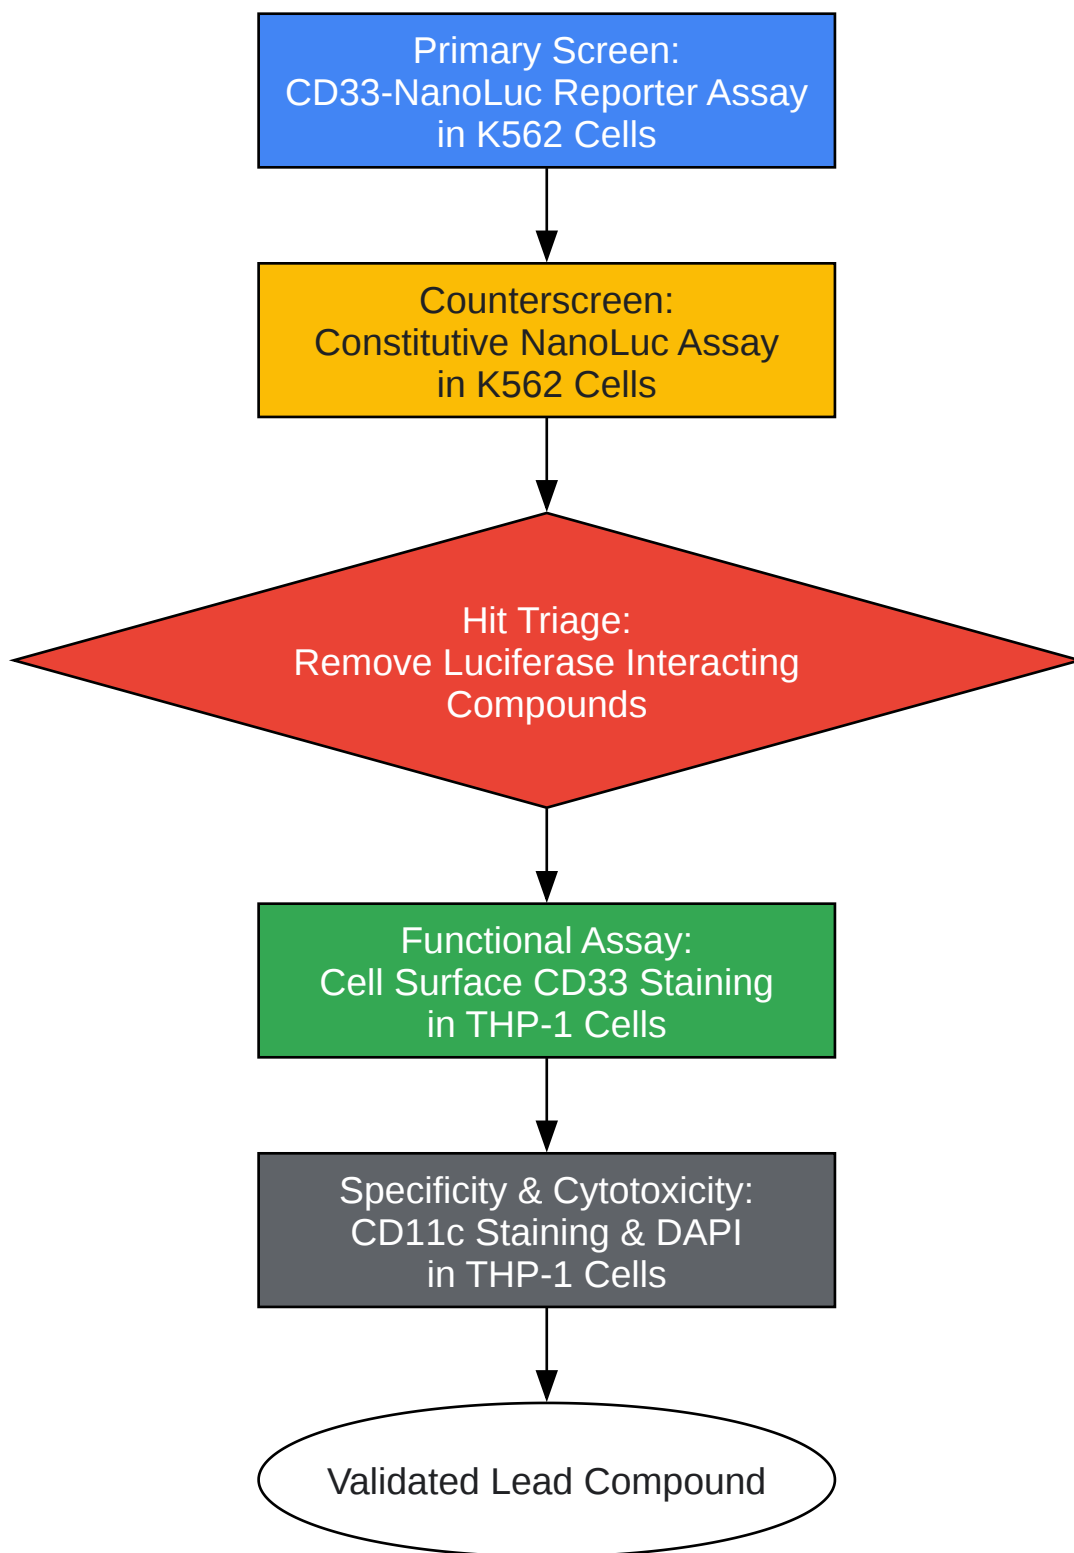 Primary Screen:
CD33-NanoLuc Reporter Assay
in K562 Cells
Counterscreen:
Constitutive NanoLuc Assay
in K562 Cells
Hit Triage:
Remove Luciferase Interacting
Compounds
Functional Assay:
Cell Surface CD33 Staining
in THP-1 Cells
Specificity & Cytotoxicity:
CD11c Staining & DAPI
in THP-1 Cells
Validated Lead Compound